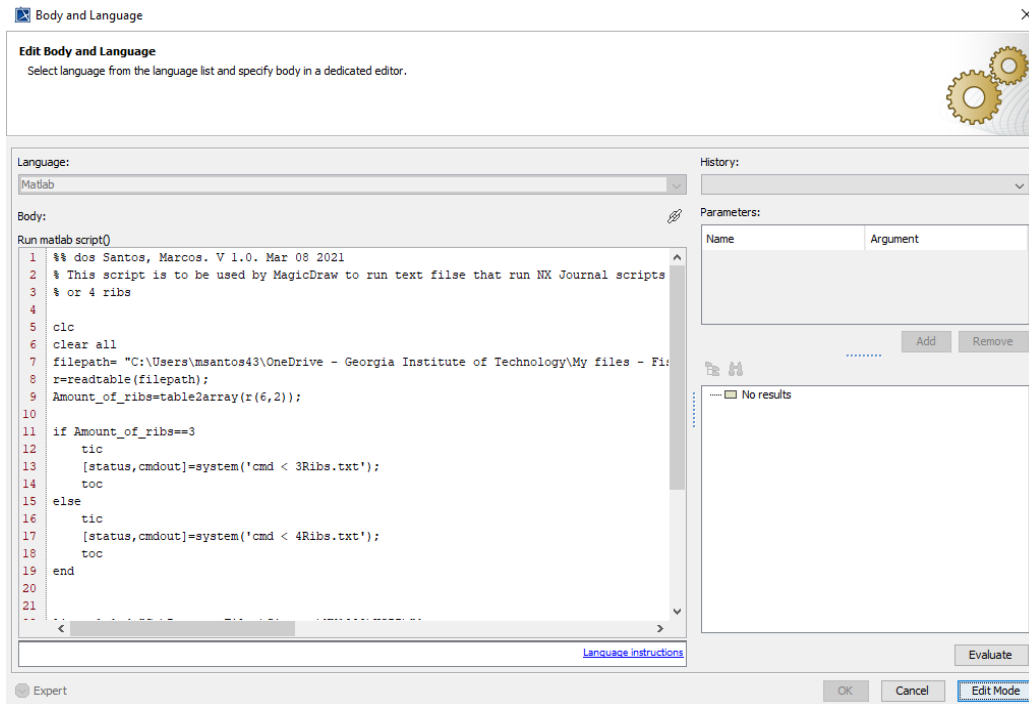 Body and Language
Edit Body and Language
Select language from the language list and specify body in a dedicated editor.
Language:
Matlab
Body:
Run matlab script()
1 %% dos Santos, Marcos. V 1.0. Mar 08 2021
2 % This script is to be used by MagicDraw to run text filse that run NX Journal scripts
3 % or 4 ribs
4
5 clc
6 clear all
7 filepath= "C:\Users\msantos43\OneDrive - Georgia Institute of Technology\My files - Fi
8 r=readtable(filepath);
9 Amount_of_ribs=table2array(r(6,2));
10
11 if Amount_of_ribs==3
12 tic
13 [status,cmdout]=system('cmd < 3Ribs.txt');
14 toc
15 else
16 tic
17 [status,cmdout]=system('cmd < 4Ribs.txt');
18 toc
19 end
20
21
Language instructions
Expert
History:
Parameters:
Name Argument
Add Remove
No results
Evaluate
OK Cancel Edit Mode